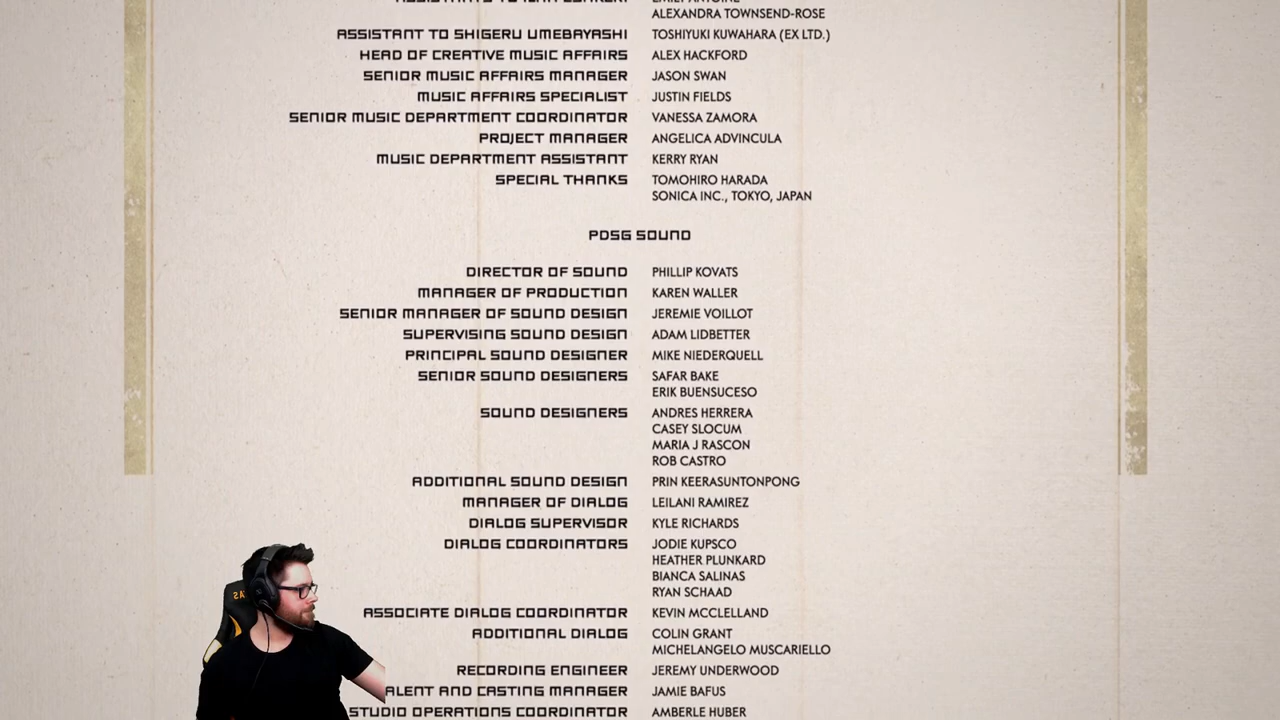 ALEXANDRA TOWNSEND-ROSE
ASSISTANT TO SHIGERU UMEBAYASHI TOSHIYUKI KUWAHARA (EX LTD.)
HEAD OF CREATIVE MUSIC AFFAIRS ALEX HACKFORD
SENIOR MUSIC AFFAIRS MANAGER JASON SWAN
MUSIC AFFAIRS SPECIALIST JUSTIN FIELDS
SENIOR MUSIC DEPARTMENT COORDINATOR VANESSA ZAMORA
PROJECT MANAGER ANGELICA ADVINCULA
MUSIC DEPARTMENT ASSISTANT KERRY RYAN
SPECIAL THANKS TOMOHIRO HARADA
SONICA INC., TOKYO, JAPAN
PDSG SOUND
DIRECTOR OF SOUND PHILLIP KOVATS
MANAGER OF PRODUCTION KAREN WALLER
SENIOR MANAGER OF SOUND DESIGN JEREMIE VOILLOT
SUPERVISING SOUND DESIGN ADAM LIDBETTER
PRINCIPAL SOUND DESIGNER MIKE NIEDERQUELL
SENIOR SOUND DESIGNERS SAFAR BAKE
ERIK BUENSUCESO
SOUND DESIGNERS ANDRES HERRERA
CASEY SLOCUM
MARIA J RASCON
ROB CASTRO
ADDITIONAL SOUND DESIGN PRIN KEERASUNTONPONG
MANAGER OF DIALOG LEILANI RAMIREZ
DIALOG SUPERVISOR KYLE RICHARDS
DIALOG COORDINATORS JODIE KUPSCO
HEATHER PLUNKARD
BIANCA SALINAS
RYAN SCHAAD
ASSOCIATE DIALOG COORDINATOR KEVIN MCCLELLAND
ADDITIONAL DIALOG COLIN GRANT
MICHELANGELO MUSCARIELLO
RECORDING ENGINEER JEREMY UNDERWOOD
ALENT AND CASTING MANAGER JAMIE BAFUS
STUDIO OPERATIONS COORDINATOR AMBERLE HUBER